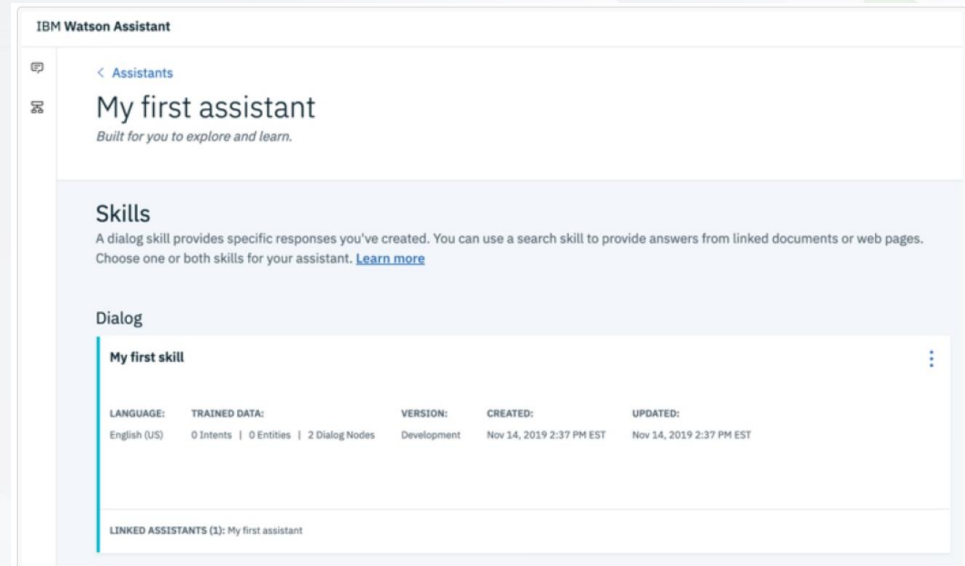 IBM Watson Assistant
< Assistants
My first assistant
Built for you to explore and learn.
Skills
A dialog skill provides specific responses you've created. You can use a search skill to provide answers from linked documents or web pages.
Choose one or both skills for your assistant. Learn more
Dialog
My first skill
LANGUAGE: TRAINED DATA: VERSION: CREATED: UPDATED:
English (US) 0 Intents | 0 Entities | 2 Dialog Nodes Development Nov 14, 2019 2:37 PM EST Nov 14, 2019 2:37 PM EST
LINKED ASSISTANTS (1): My first assistant